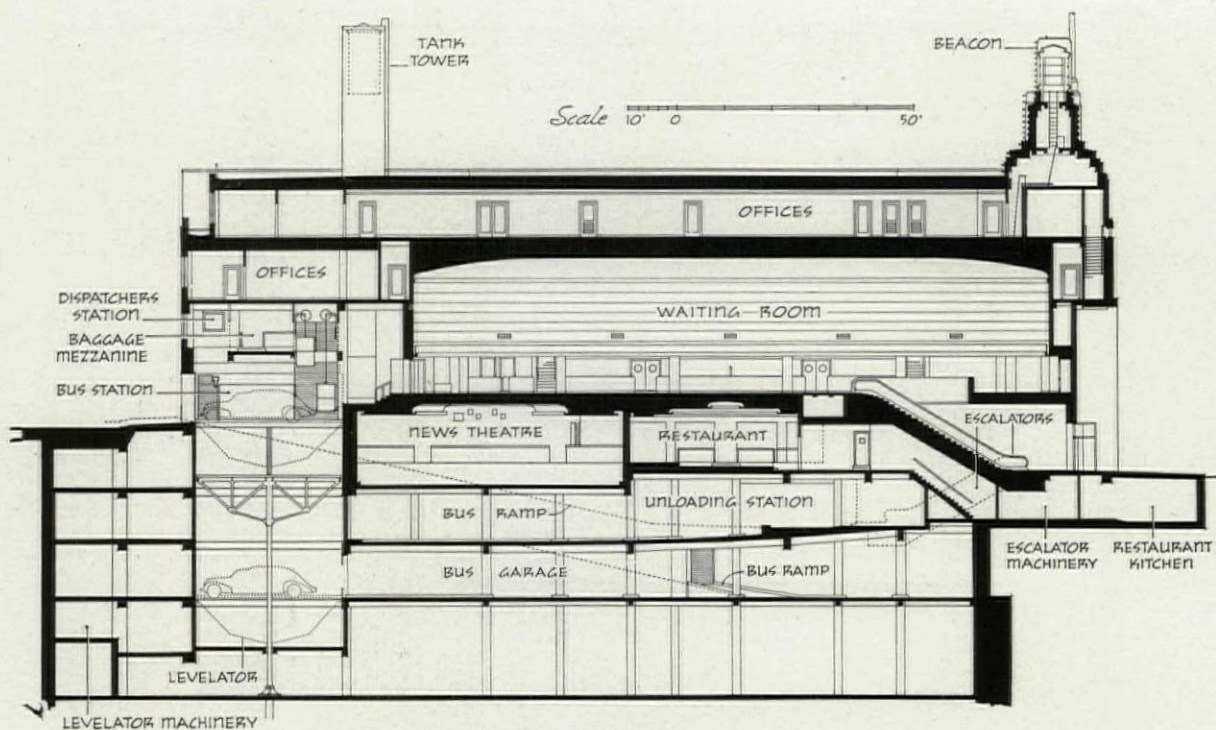 TANK
TOWER
BEACON
Scale 10' 0 50'
OFFICES
OFFICES
DISPATCHERS
STATION
WAITING ROOM
BAGGAGE
MEZZANINE
BUS STATION
NEWS THEATRE
RESTAURANT
ESCALATORS
UNLOADING STATION
BUS RAMP
ESCALATOR
MACHINERY
RESTAURANT
KITCHEN
BUS GARAGE
BUS RAMP
LEVELATOR
LEVELATOR MACHINERY